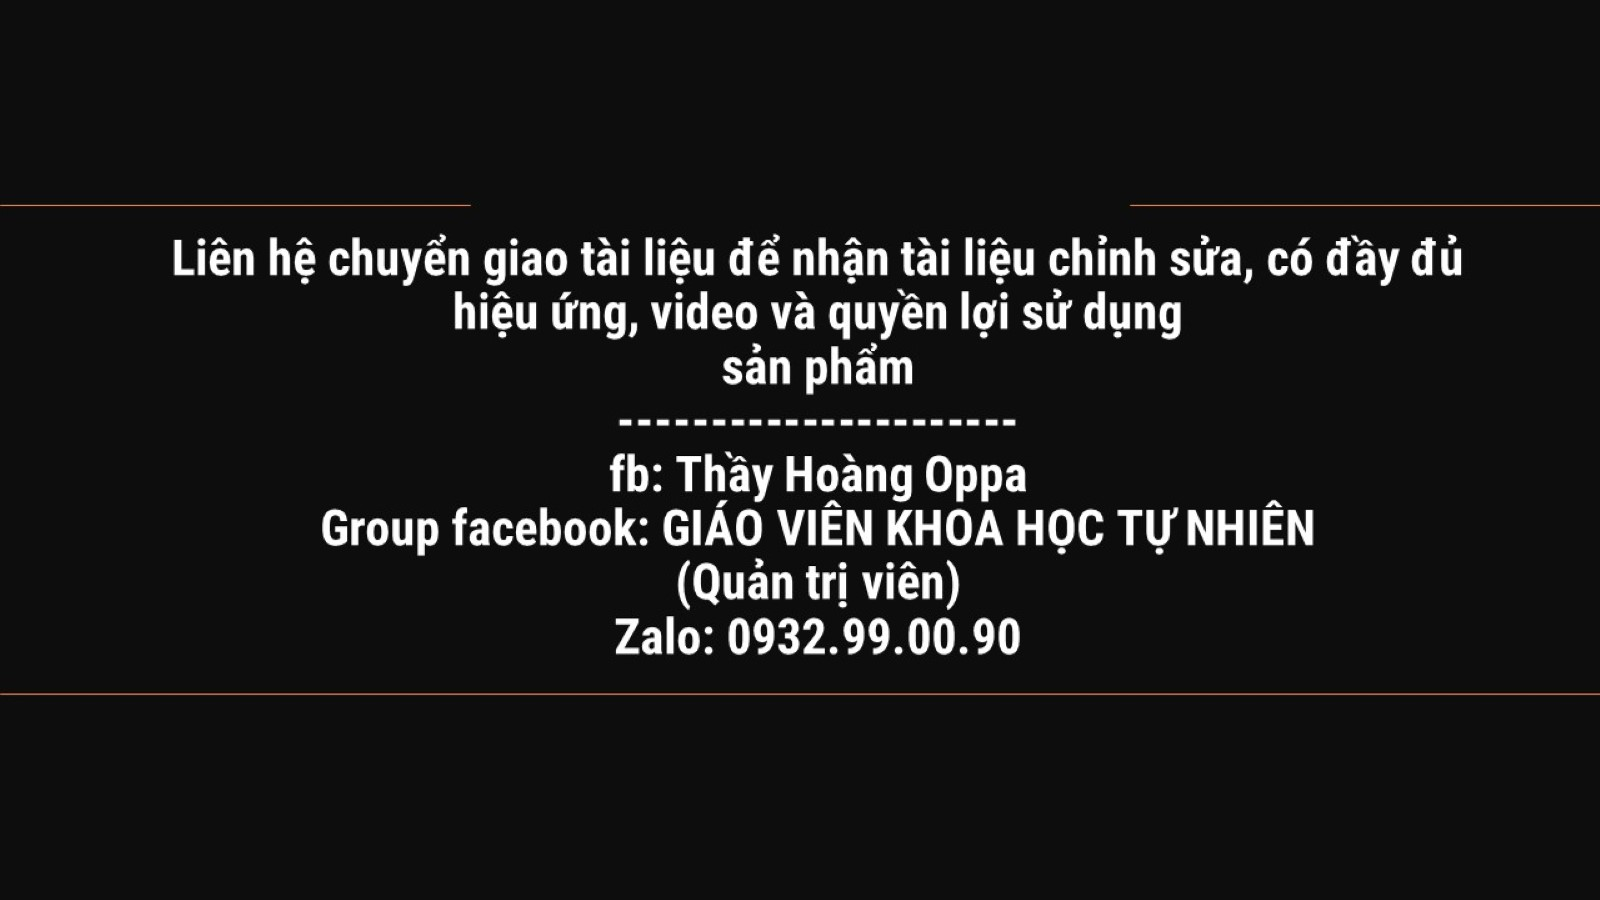 Liên hệ chuyển giao tài liệu để nhận tài liệu chỉnh sửa, có đầy đủ
hiệu ứng, video và quyền lợi sử dụng
sản phẩm
----------------------
fb: Thầy Hoàng Oppa
Group facebook: GIÁO VIÊN KHOA HỌC TỰ NHIÊN
(Quản trị viên)
Zalo: 0932.99.00.90